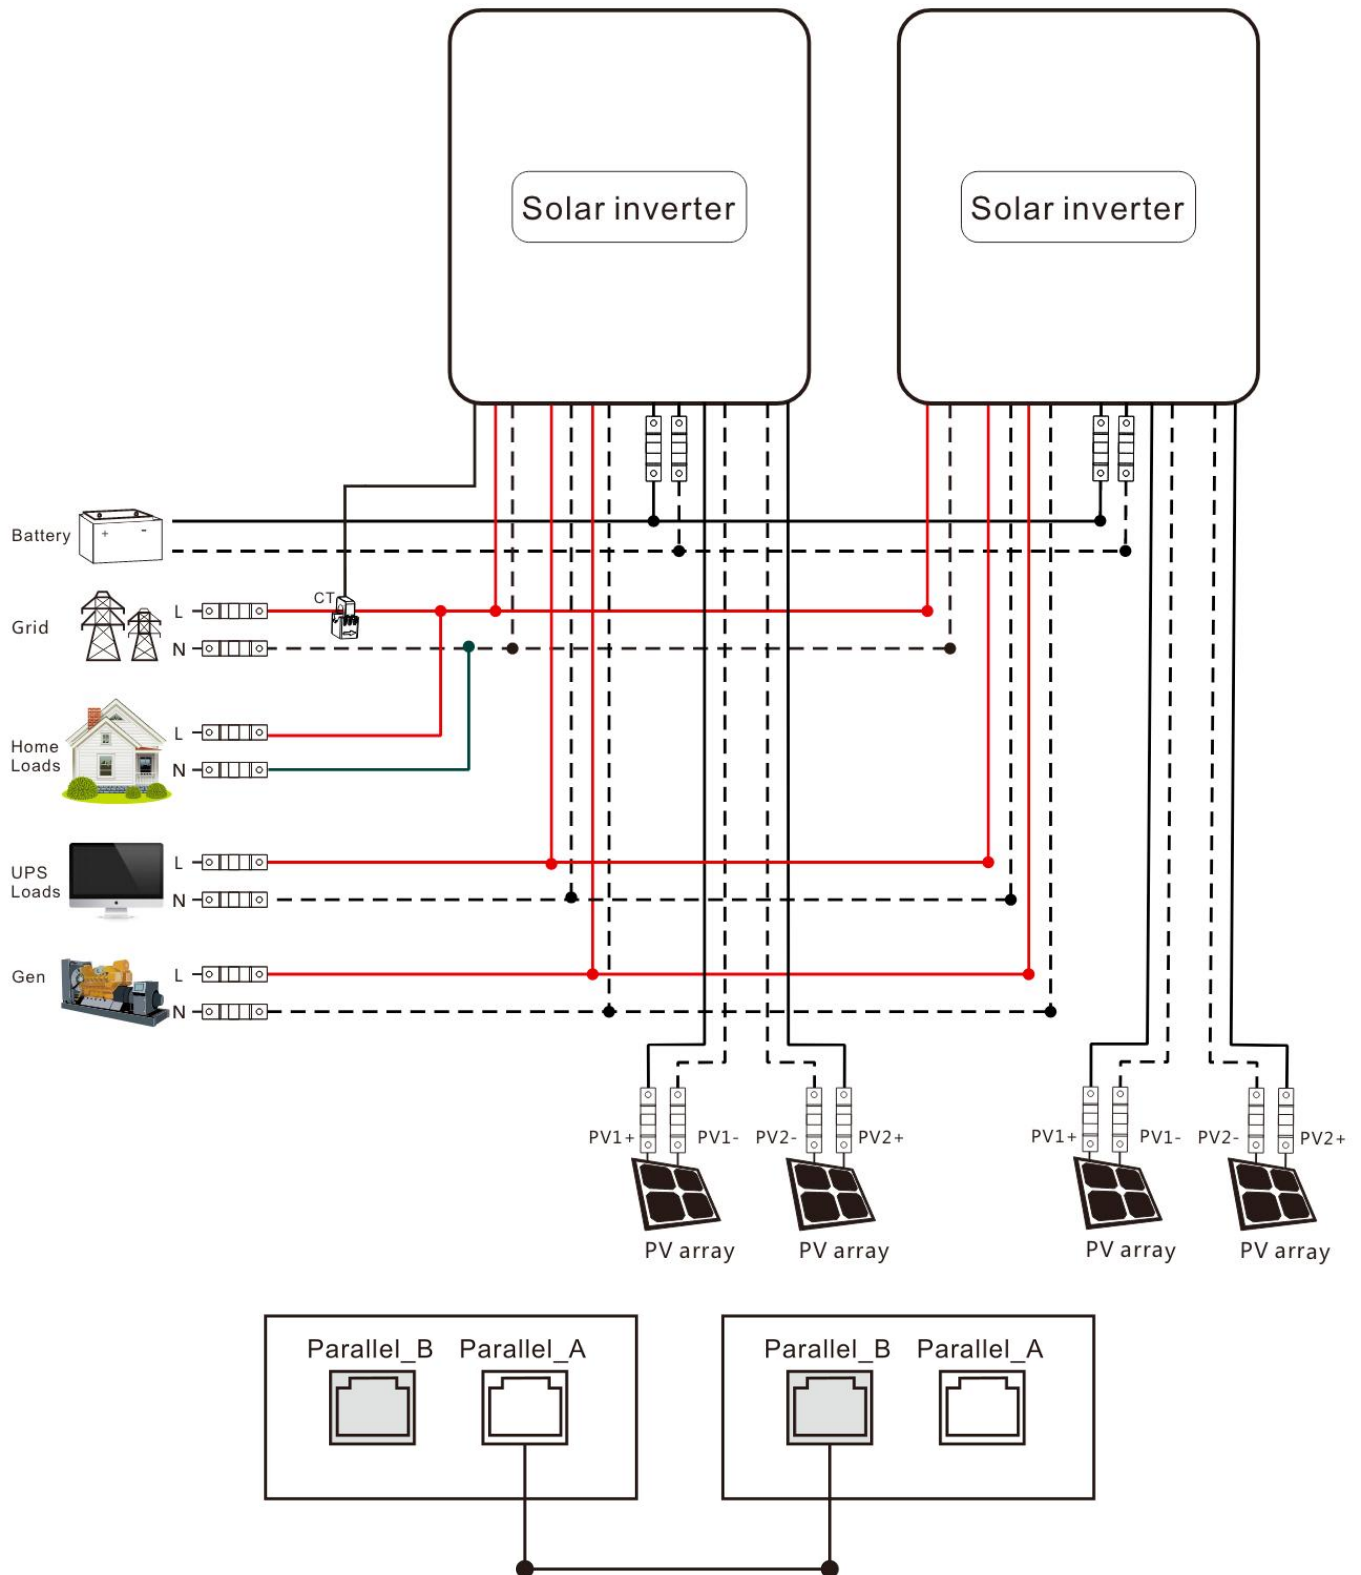 Solar inverter
Solar inverter
Battery
+ -
CT
Grid
L
N
Home
Loads
L
N
UPS
Loads
L
N
Gen
L
N
PV1+
PV1-
PV2-
PV2+
PV1+
PV1-
PV2-
PV2+
PV array
PV array
PV array
PV array
Parallel_B
Parallel_A
Parallel_B
Parallel_A